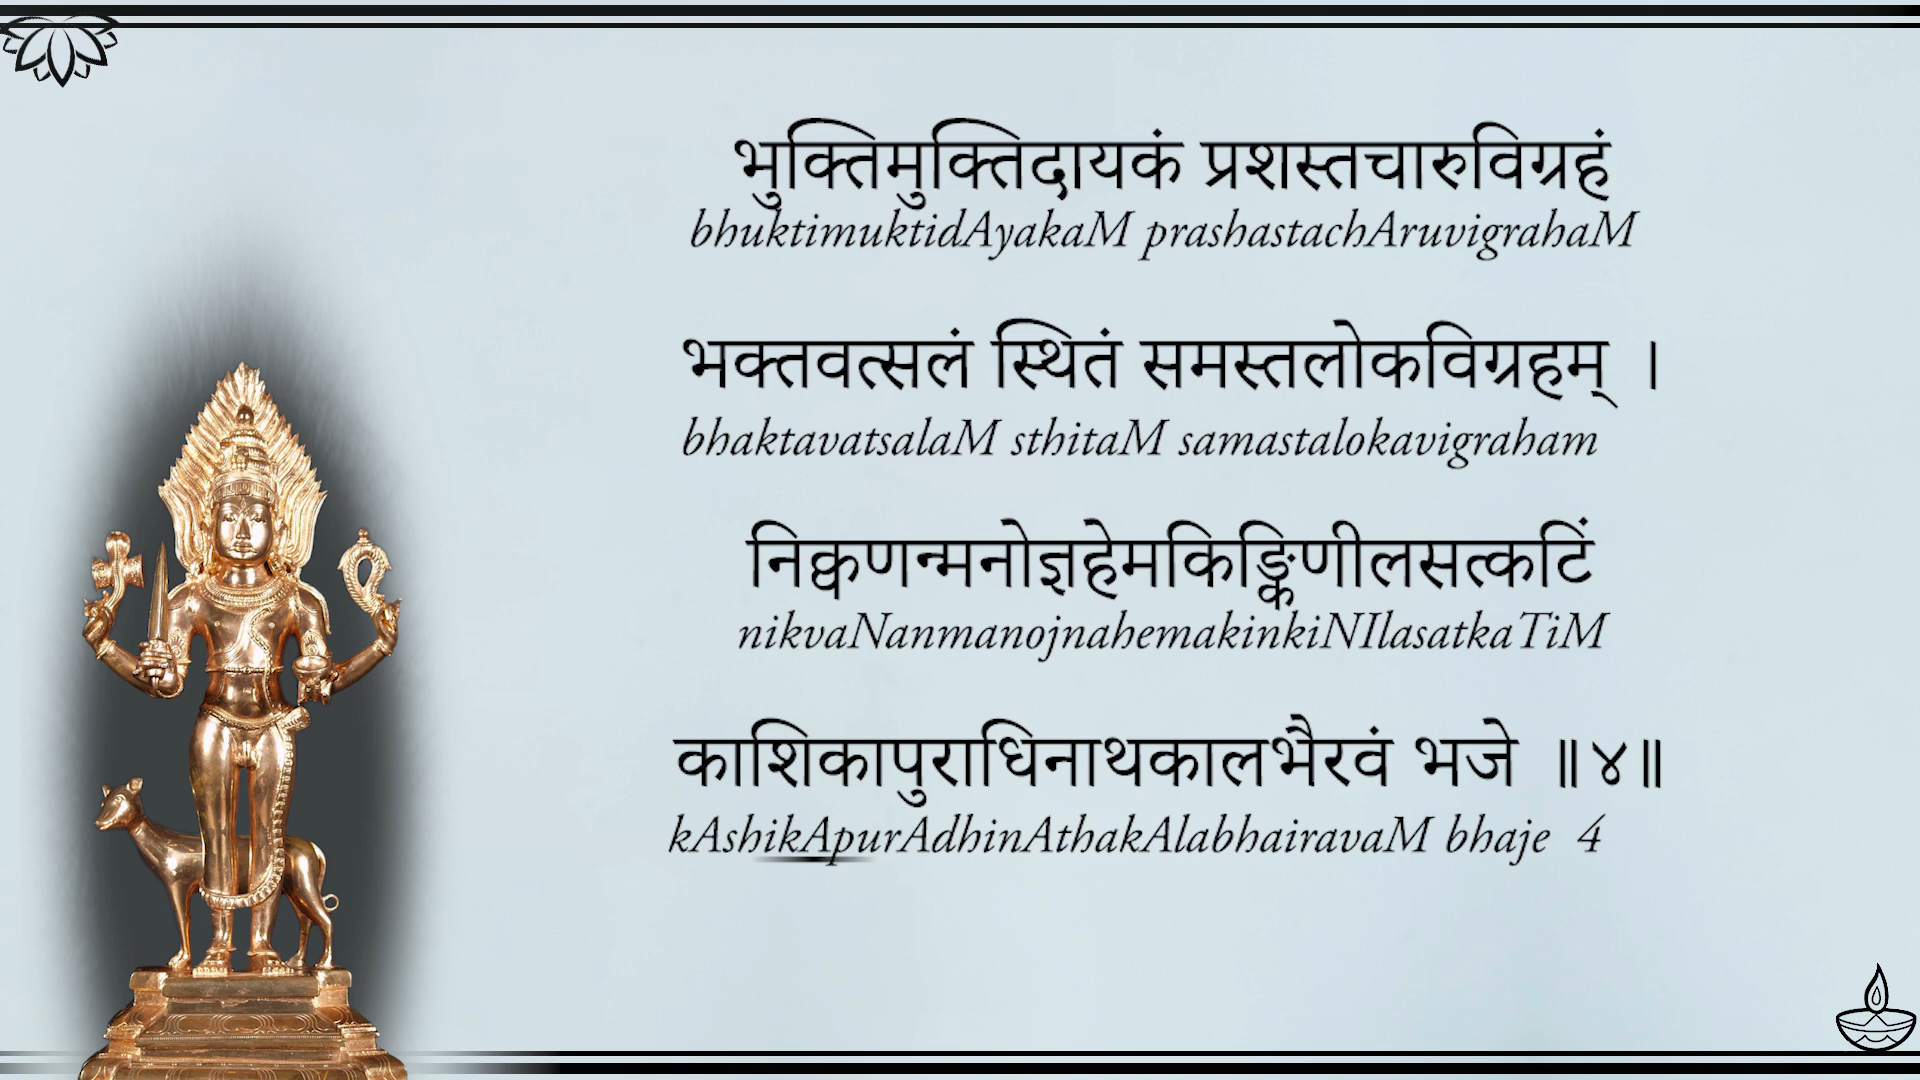 भुक्तिमुक्तिदायकं प्रशस्तचारुविग्रहं
bhuktimuktidAyakaM prashastachAruvigrahaM
भक्तवत्सलं स्थितं समस्तलोकविग्रहम् ।
bhaktavatsalaM sthitaM samastalokavigraham
निक्वणन्मनोज्ञहेमकिङ्किणीलसत्कटिं
nikvaNanmanojnahemakinkiNIlasatkaTiM
काशिकापुराधिनाथकालभैरवं भजे ॥४॥
kAshikApurAdhinAthakAlabhairavaM bhaje 4